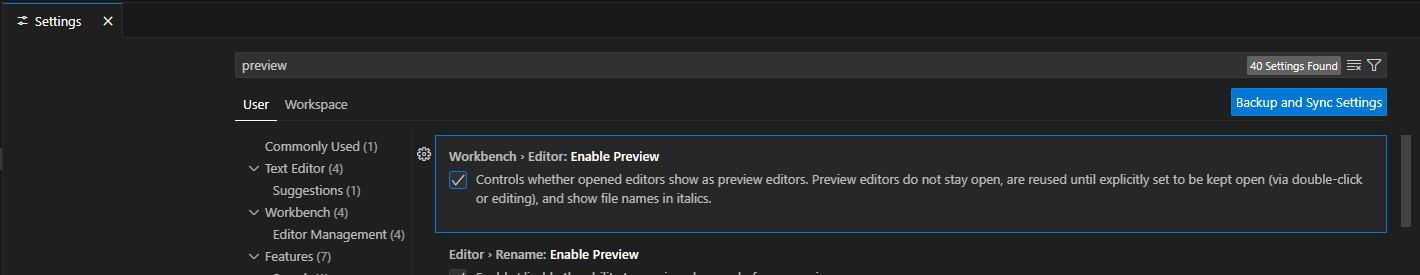 Settings
preview
40 Settings Found
User
Workspace
Backup and Sync Settings
Commonly Used (1)
Text Editor (4)
Suggestions (1)
Workbench (4)
Editor Management (4)
Features (7)
Workbench › Editor: Enable Preview
Controls whether opened editors show as preview editors. Preview editors do not stay open, are reused until explicitly set to be kept open (via double-click
or editing), and show file names in italics.
Editor › Rename: Enable Preview